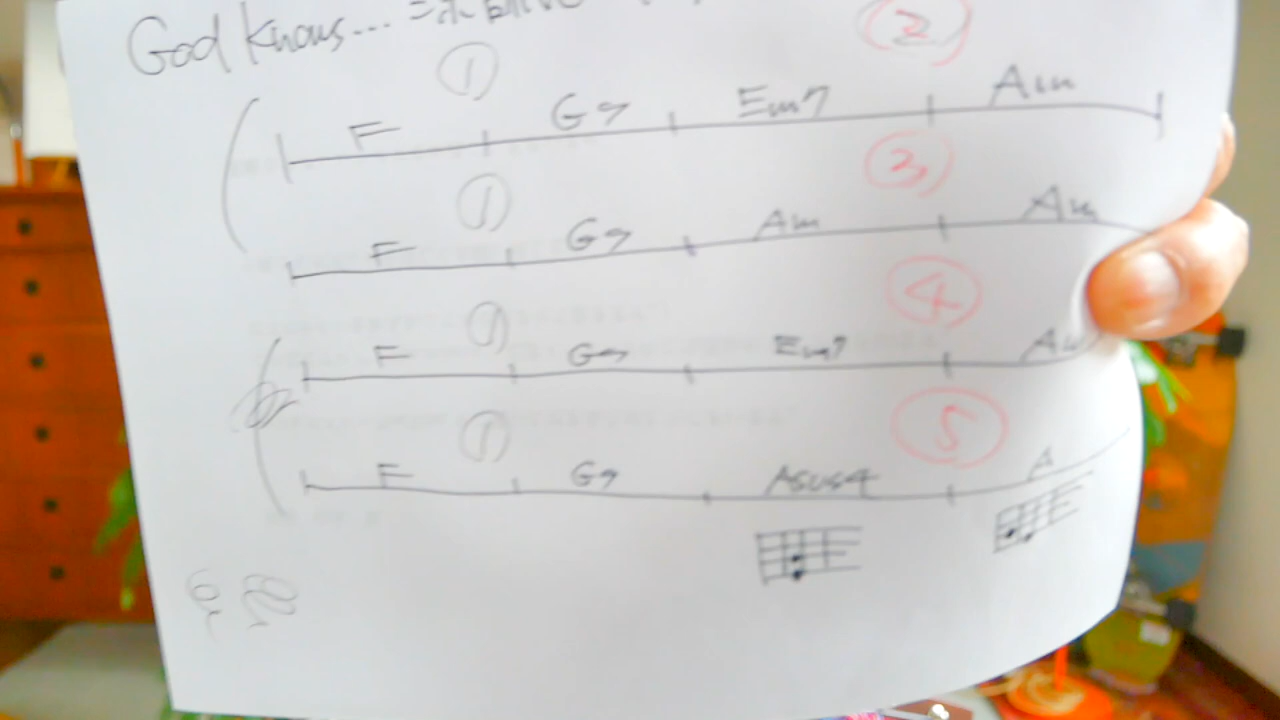 God knows...
① ②
F G7 Em7 Am
① ③
F G7 Am Am
① ④
F G7 Em7
① ⑤
F G7 Asus4 A